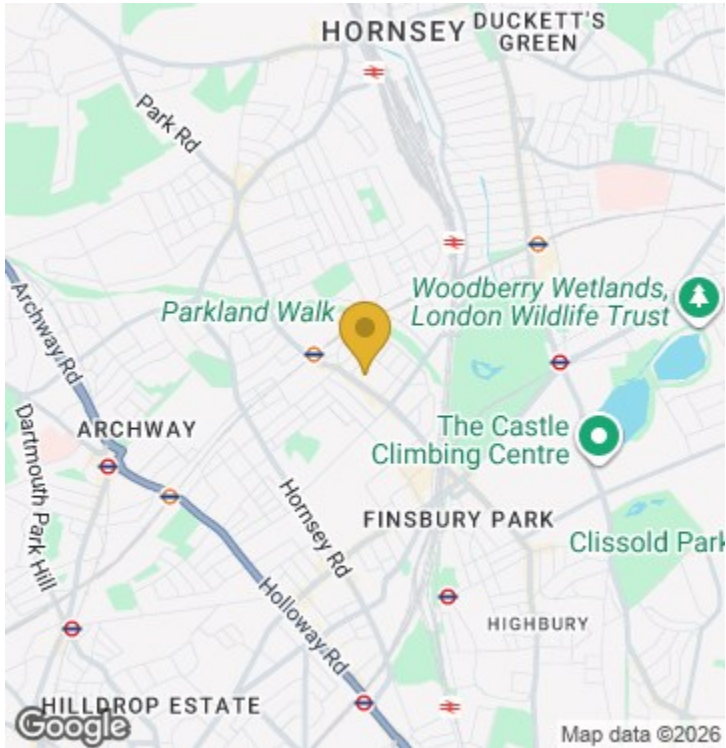 HORNSEY
DUCKETT'S
GREEN
Park Rd
Archway Rd
Parkland Walk
Woodberry Wetlands,
London Wildlife Trust
Dartmouth Park Hill
ARCHWAY
The Castle
Climbing Centre
Hornsey Rd
FINSBURY PARK
Clissold Park
Holloway Rd
HIGHBURY
HILLDROP ESTATE
Google
Map data ©2026